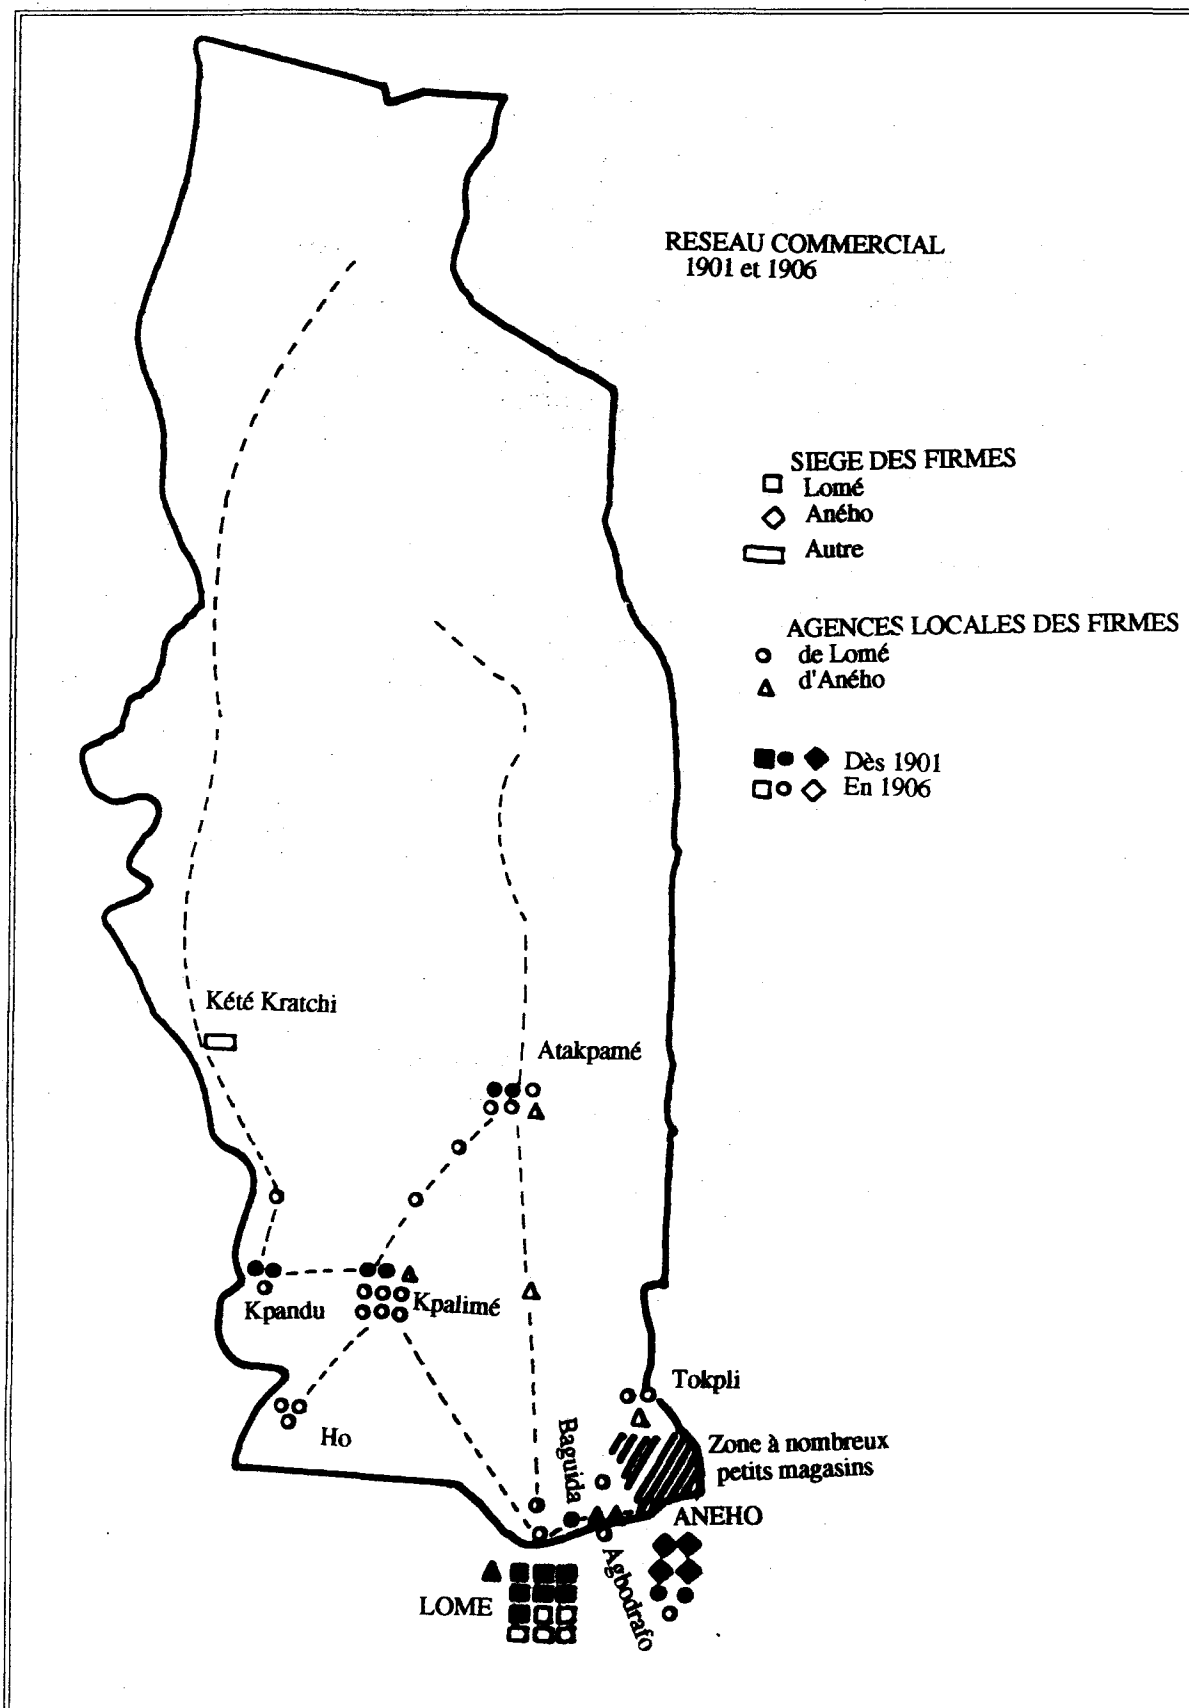 RESEAU COMMERCIAL
1901 et 1906
SIEGE DES FIRMES
Lomé
Aného
Autre
AGENCES LOCALES DES FIRMES
de Lomé
d'Aného
Dès 1901
En 1906
Kété Kratchi
Atakpamé
Kpandu
Kpalimé
Tokpli
Ho
Baguida
Zone à nombreux
petits magasins
ANEHO
Agbodrafo
LOME